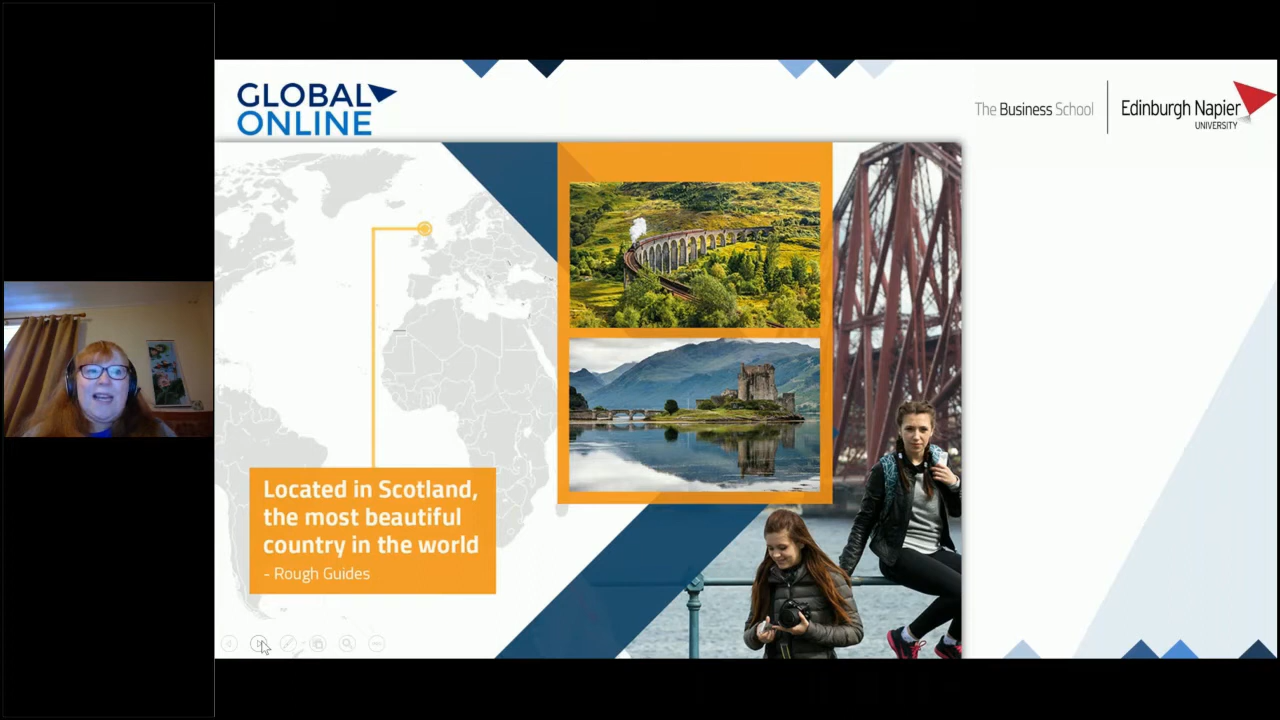 GLOBAL
ONLINE
The Business School
Edinburgh Napier
UNIVERSITY
Located in Scotland,
the most beautiful
country in the world
- Rough Guides